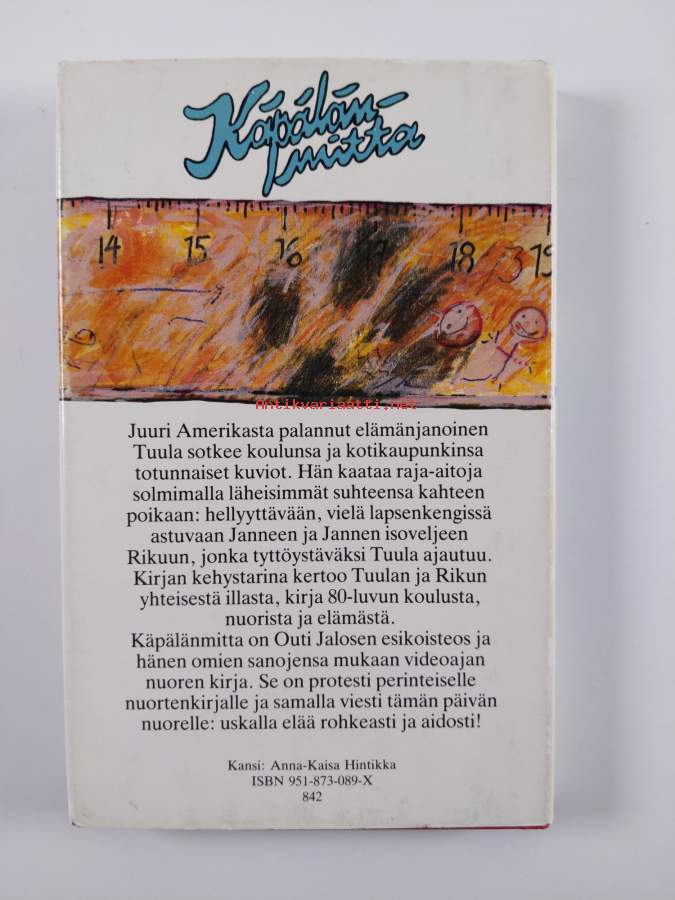 Käpälän-
mitta
14 15 16 17 18 13 19
Antikvariaatti.net
Juuri Amerikasta palannut elämänjanoinen
Tuula sotkee koulunsa ja kotikaupunkinsa
totunnaiset kuviot. Hän kaataa raja-aitoja
solmimalla läheisimmät suhteensa kahteen
poikaan: hellyyttävään, vielä lapsenkengissä
astuvaan Janneen ja Jannen isoveljeen
Rikuun, jonka tyttöystäväksi Tuula ajautuu.
Kirjan kehystarina kertoo Tuulan ja Rikun
yhteisestä illasta, kirja 80-luvun koulusta,
nuorista ja elämästä.
Käpälänmitta on Outi Jalosen esikoisteos ja
hänen omien sanojensa mukaan videoajan
nuoren kirja. Se on protesti perinteiselle
nuortenkirjalle ja samalla viesti tämän päivän
nuorelle: uskalla elää rohkeasti ja aidosti!
Kansi: Anna-Kaisa Hintikka
ISBN 951-873-089-X
842